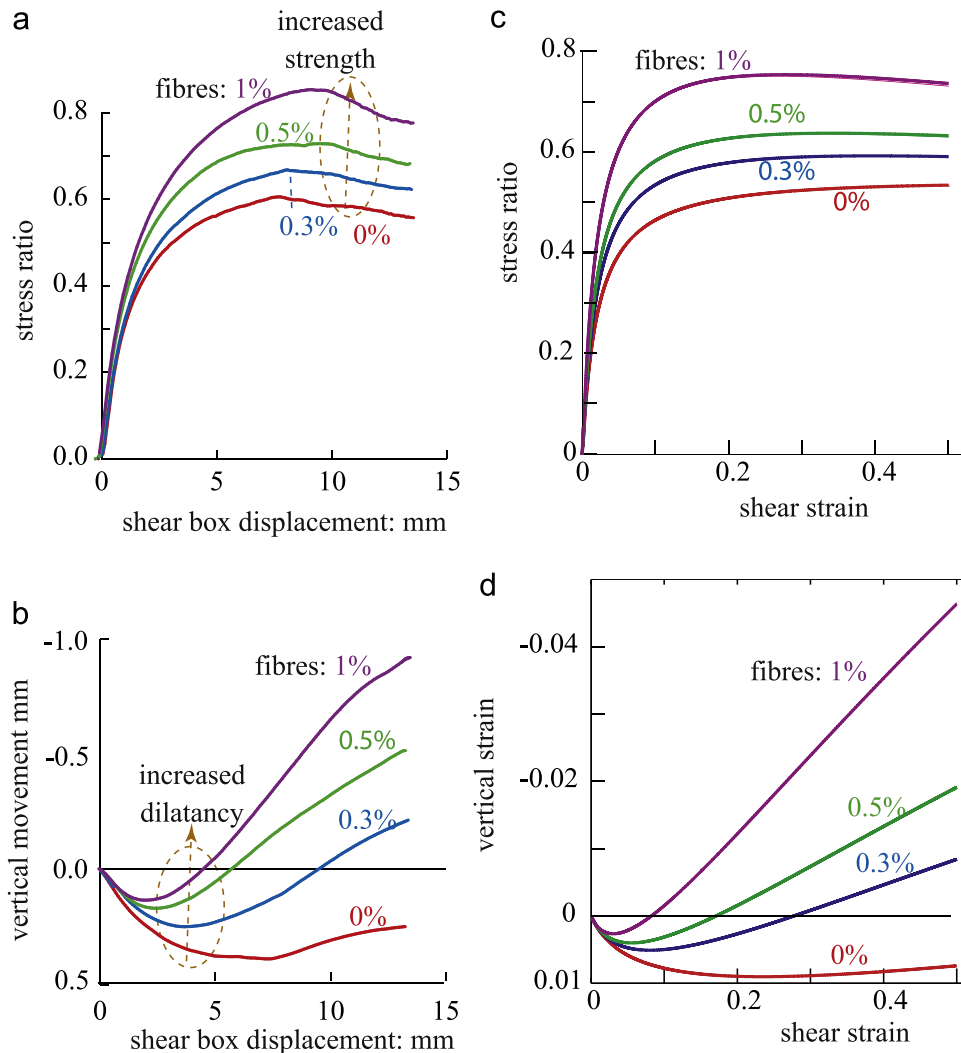 a
increased
strength
fibres: 1%
0.5%
0.3%
0%
0.8
0.6
0.4
0.2
0.0
stress ratio
0
5
10
15
shear box displacement: mm
c
fibres: 1%
0.5%
0.3%
0%
0.8
0.6
0.4
0.2
0
stress ratio
0
0.2
0.4
shear strain
b
-1.0
-0.5
0.0
0.5
vertical movement mm
fibres: 1%
0.5%
increased
dilatancy
0.3%
0%
0
5
10
15
shear box displacement: mm
d
-0.04
-0.02
0
0.01
vertical strain
fibres: 1%
0.5%
0.3%
0%
0
0.2
0.4
shear strain